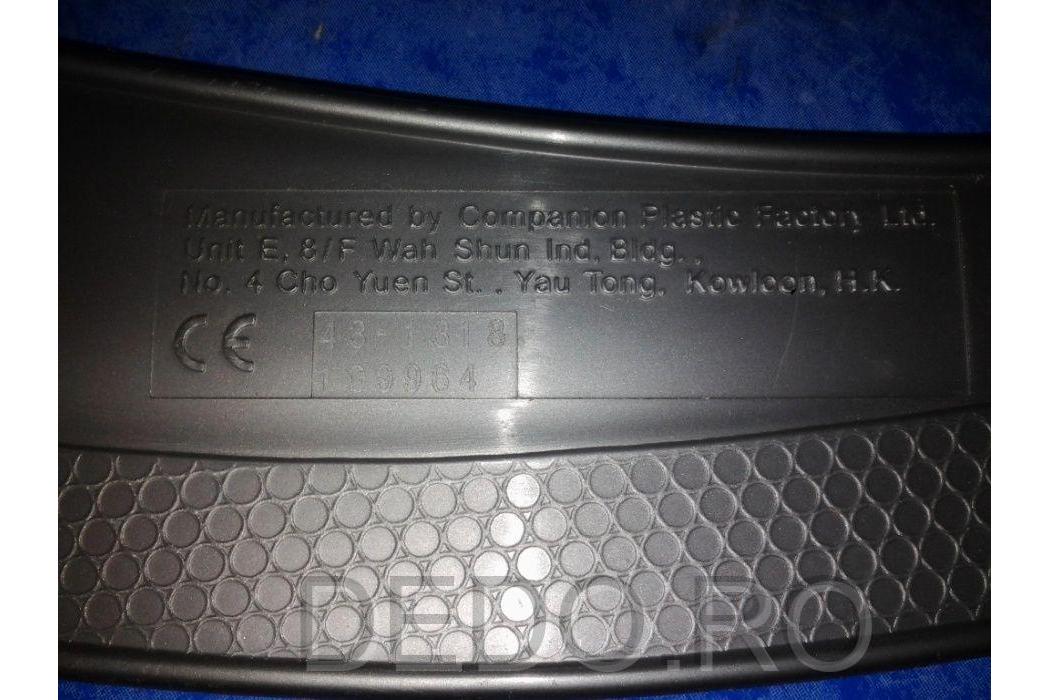 Manufactured by Companion Plastic Factory Ltd.
Unit E, 8/F Wah Shun Ind, Bldg.,
No. 4 Cho Yuen St., Yau Tong, Kowloon, H.K.
CE
43-1318
DEDO.RO